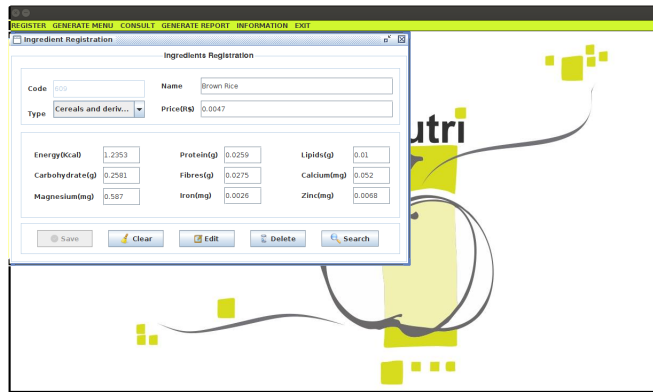 REGISTER GENERATE MENU CONSULT GENERATE REPORT INFORMATION EXIT
Ingredient Registration
Ingredients Registration
Code 609 Name Brown Rice
Type Cereals and deriv... Price(R$) 0.0047
Energy(Kcal) 1.2353 Protein(g) 0.0259 Lipids(g) 0.01
Carbohydrate(g) 0.2581 Fibres(g) 0.0275 Calcium(mg) 0.052
Magnesium(mg) 0.587 Iron(mg) 0.0026 Zinc(mg) 0.0068
Save Clear Edit Delete Search
utri